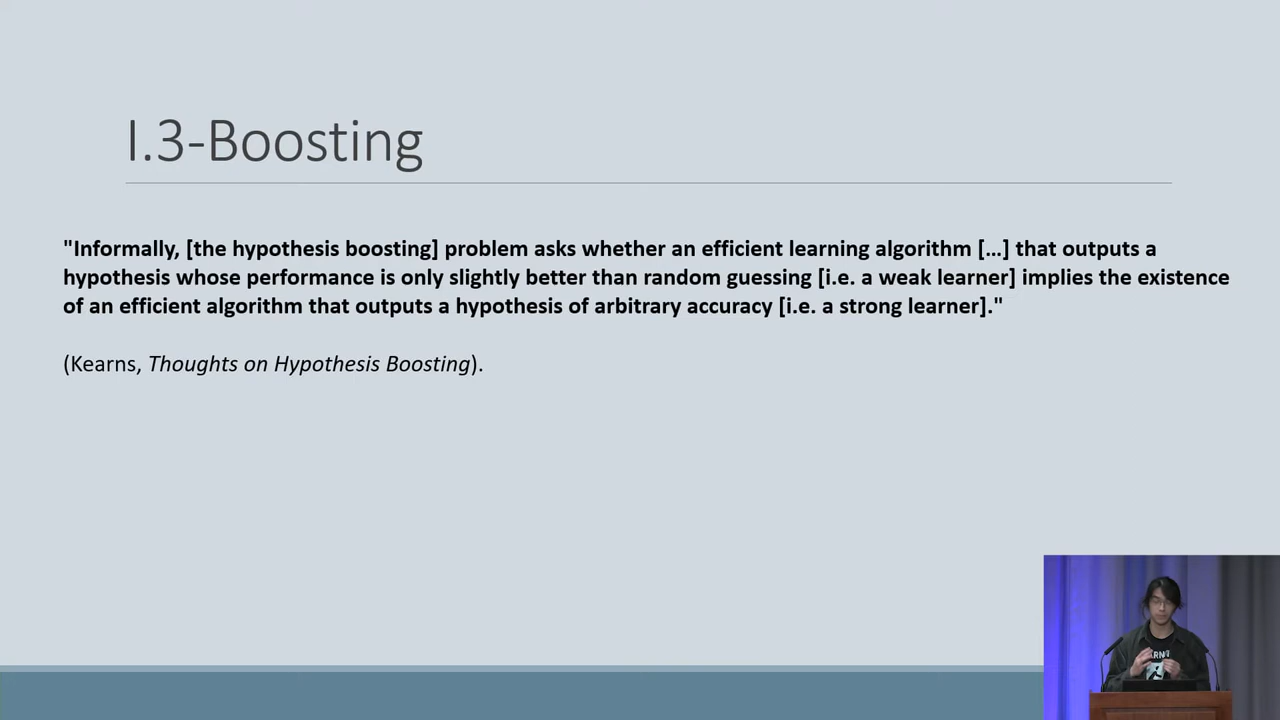 I.3-Boosting
"Informally, [the hypothesis boosting] problem asks whether an efficient learning algorithm […] that outputs a
hypothesis whose performance is only slightly better than random guessing [i.e. a weak learner] implies the existence
of an efficient algorithm that outputs a hypothesis of arbitrary accuracy [i.e. a strong learner]."
(Kearns, Thoughts on Hypothesis Boosting).